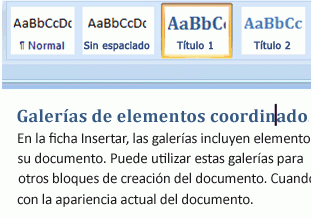 AaBbCcDc AaBbCcDc AaBbC AaBbCc
¶ Normal Sin espaciado Título 1 Título 2
Galerías de elementos coordinado
En la ficha Insertar, las galerías incluyen elemento
su documento. Puede utilizar estas galerías para
otros bloques de creación del documento. Cuand
con la apariencia actual del documento.